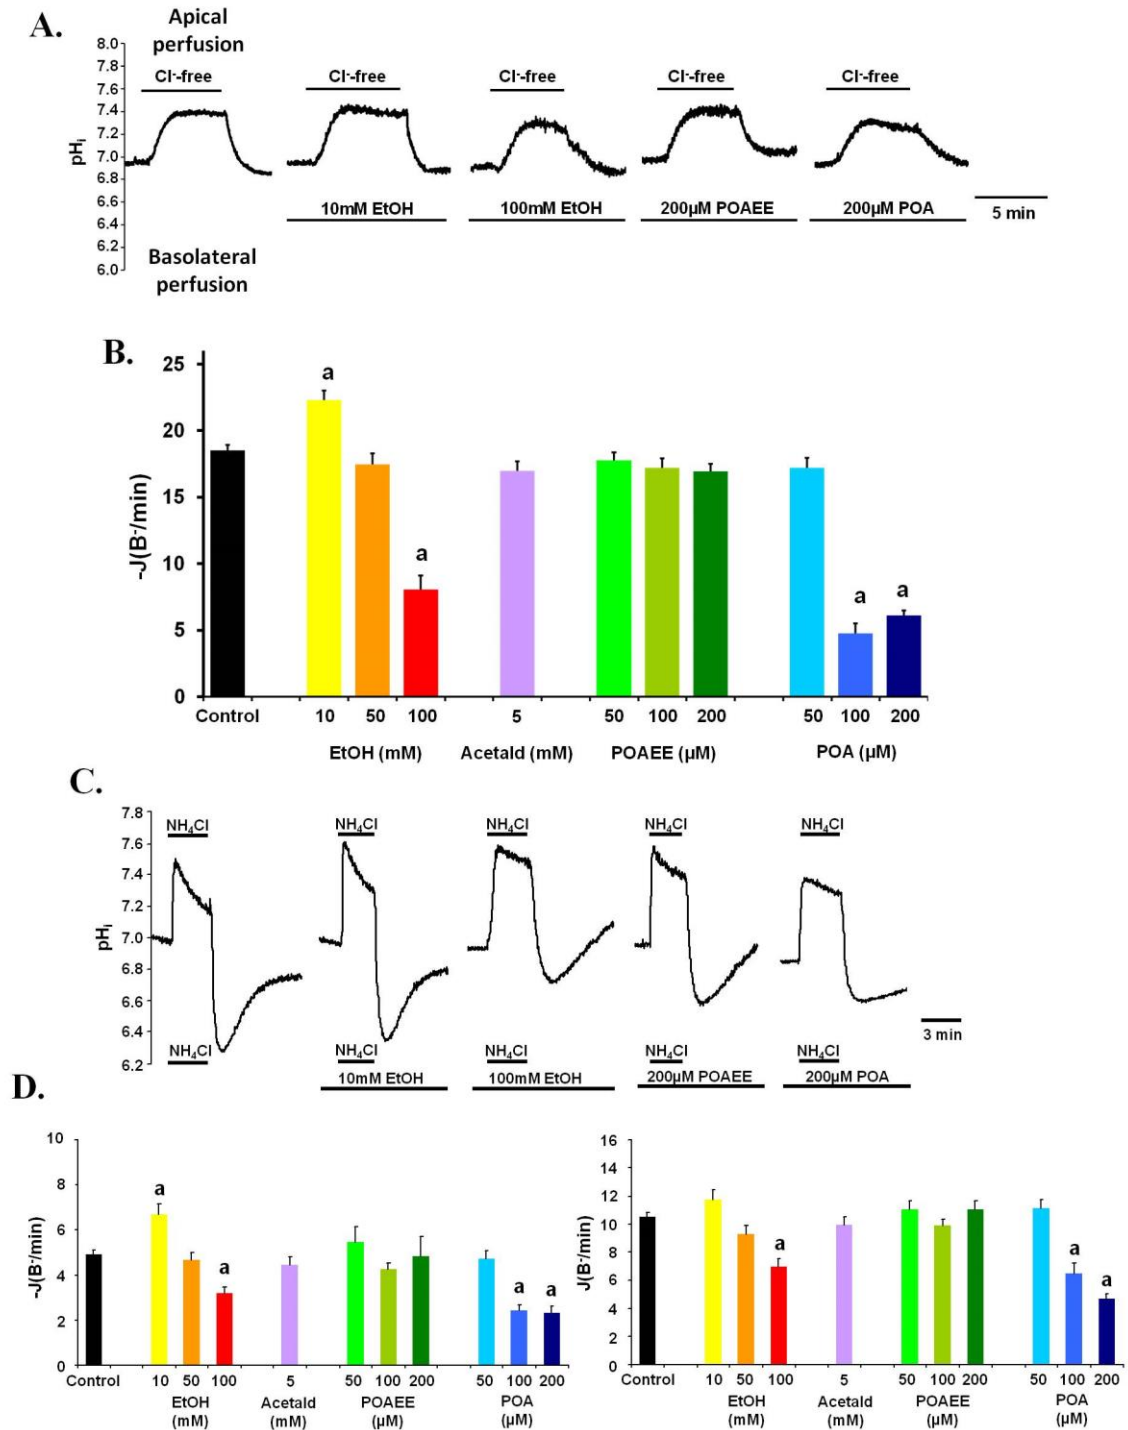 A.
Apical
perfusion
8.0
7.8
7.6
7.4
7.2
7.0
6.8
6.6
6.4
6.2
6.0
pHi
Cl⁻-free Cl⁻-free Cl⁻-free Cl⁻-free Cl⁻-free
10mM EtOH 100mM EtOH 200µM POAEE 200µM POA
5 min
Basolateral
perfusion
B.
25
20
15
10
5
0
-J(B⁻/min)
a a a a
Control 10 50 100 5 50 100 200 50 100 200
EtOH (mM) Acetald (mM) POAEE (µM) POA (µM)
C.
7.8
7.6
7.4
7.2
7.0
6.8
6.6
6.4
6.2
pHi
NH₄Cl NH₄Cl NH₄Cl NH₄Cl NH₄Cl
3 min
NH₄Cl NH₄Cl NH₄Cl NH₄Cl NH₄Cl
10mM EtOH 100mM EtOH 200µM POAEE 200µM POA
D.
10
8
6
4
2
0
-J(B⁻/min)
a a a a
Control 10 50 100 5 50 100 200 50 100 200
EtOH Acetald POAEE POA
(mM) (mM) (µM) (µM)
16
14
12
10
8
6
4
2
0
J(B⁻/min)
a a a
Control 10 50 100 5 50 100 200 50 100 200
EtOH Acetald POAEE POA
(mM) (mM) (µM) (µM)